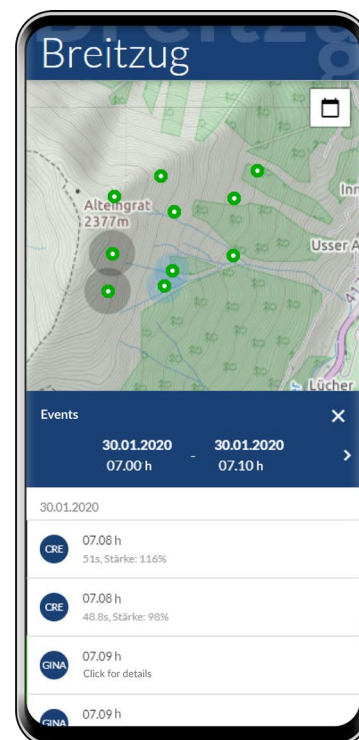 Breitzug
Alteingrat
2377m
Inn
Usser A
Lücher
Events
30.01.2020 - 30.01.2020
07.00 h 07.10 h
30.01.2020
CRE 07.08 h
51s, Stärke: 116%
CRE 07.08 h
48.8s, Stärke: 98%
GINA 07.09 h
Click for details
GINA 07.09 h